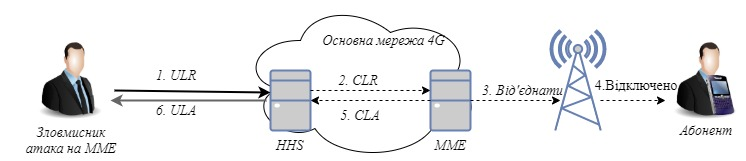 Основна мережа 4G
1. ULR
2. CLR
3. Від'єднати
4.Відключено
6. ULA
5. CLA
Зловмисник
атака на MME
HHS
MME
Абонент